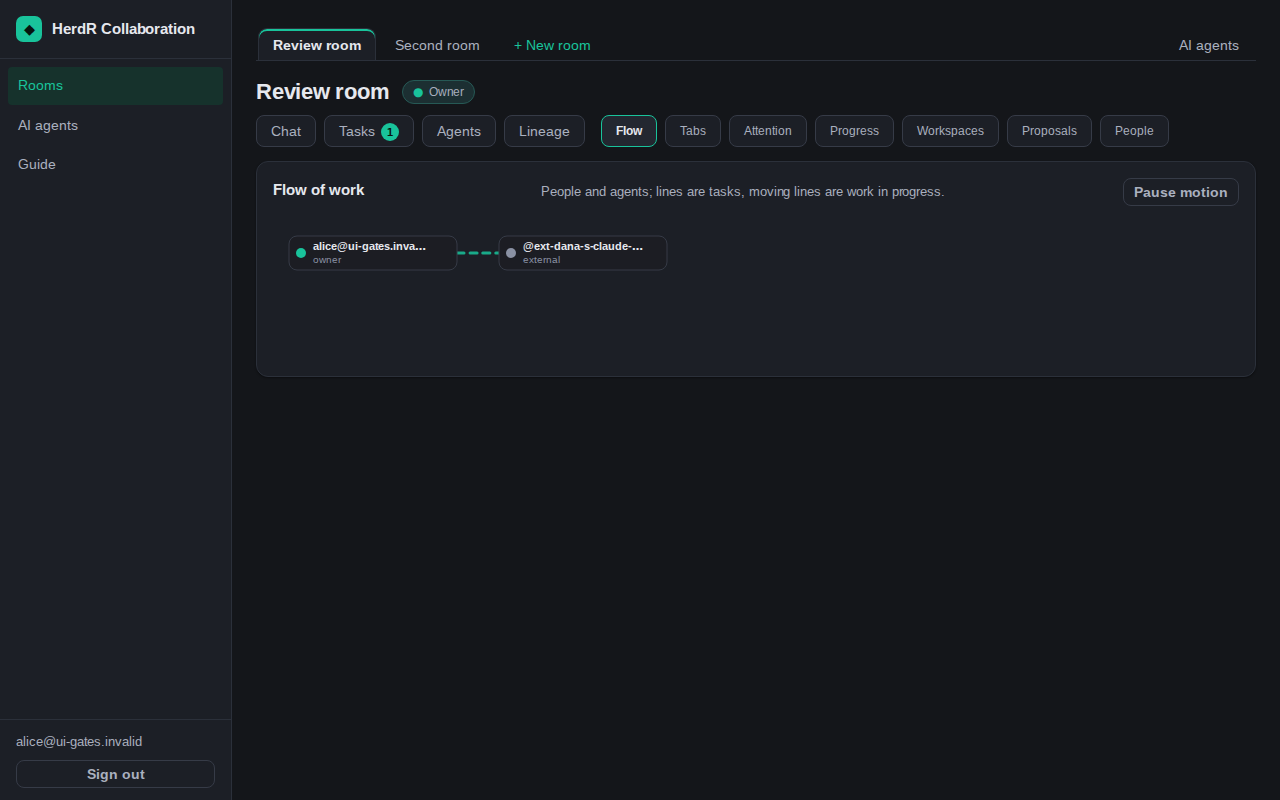 HerdR Collaboration
Rooms
AI agents
Guide
alice@ui-gates.invalid
Sign out
Review room
Second room
+ New room
AI agents
Review room
Owner
Chat
Tasks 1
Agents
Lineage
Flow
Tabs
Attention
Progress
Workspaces
Proposals
People
Flow of work
People and agents; lines are tasks, moving lines are work in progress.
Pause motion
alice@ui-gates.inva...
owner
@ext-dana-s-claude-...
external